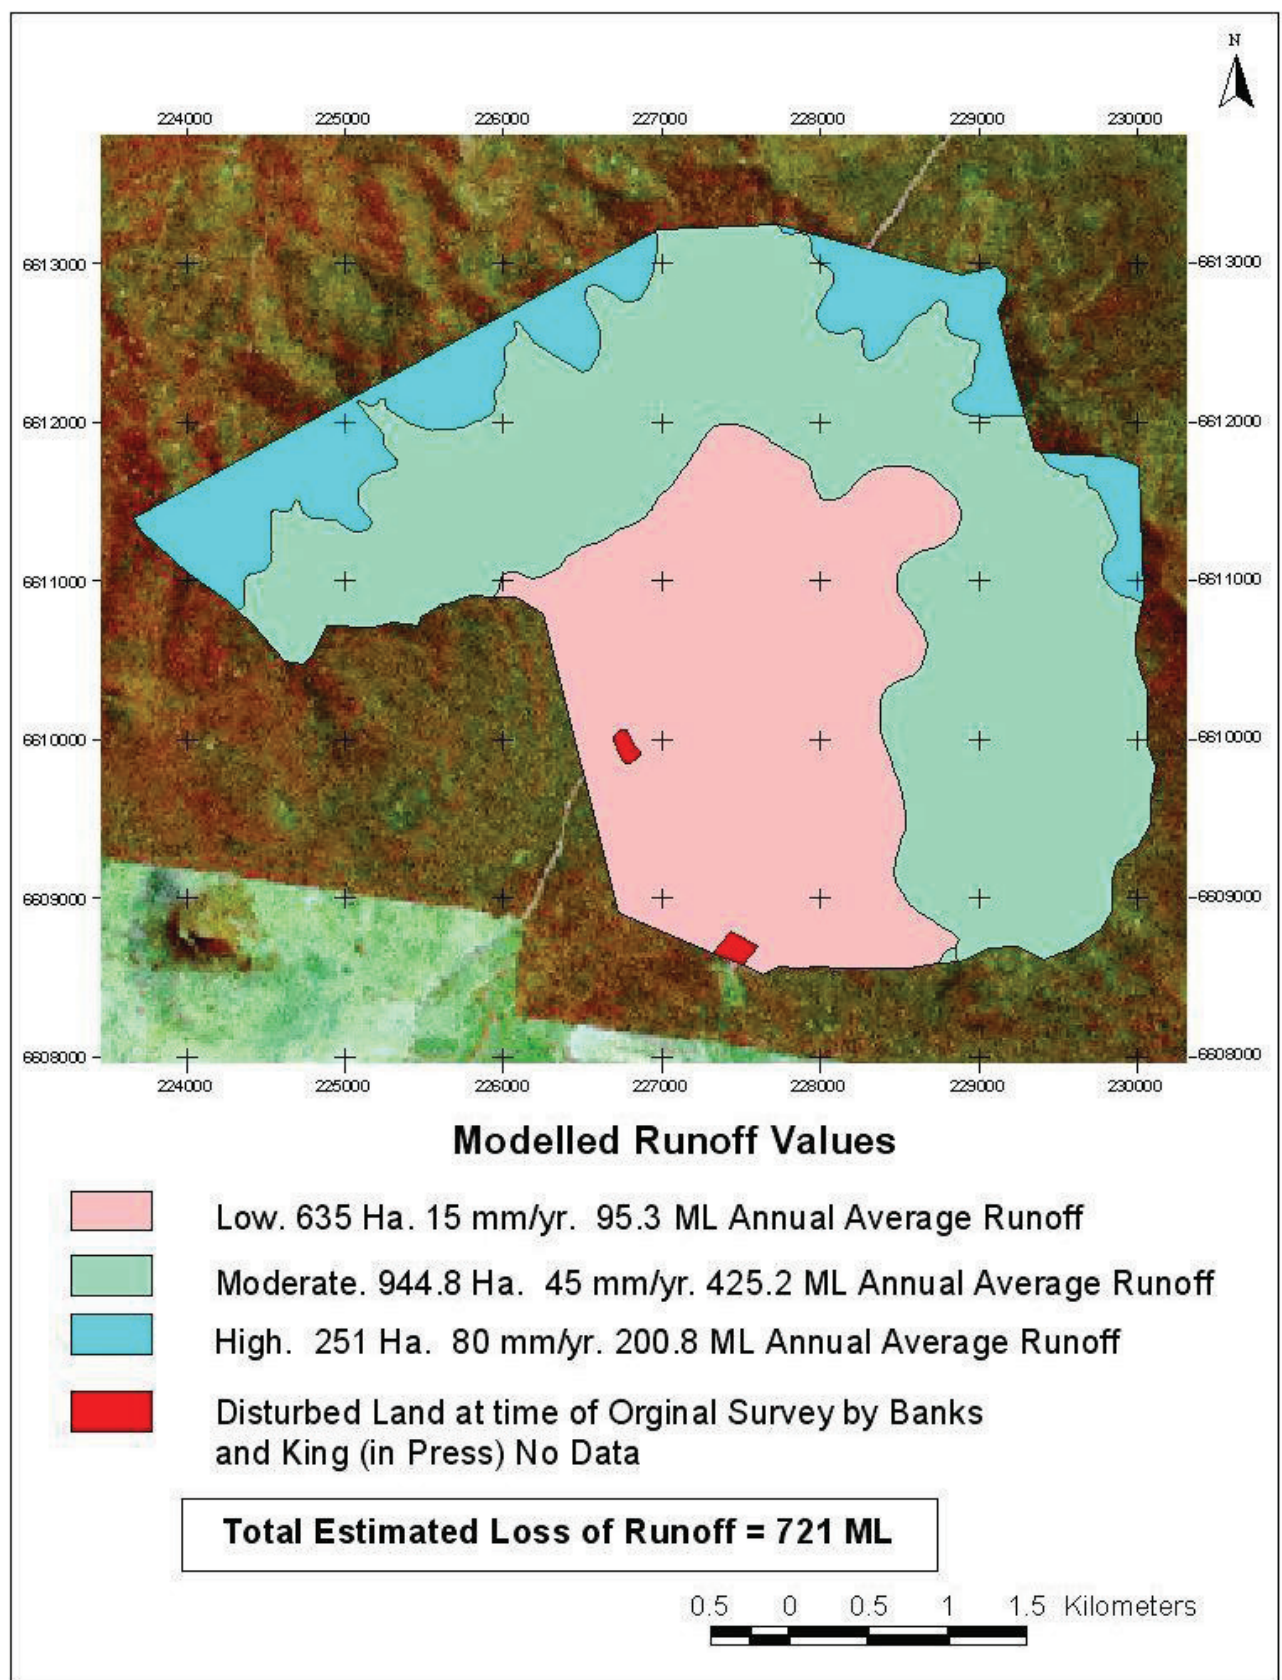 N
224000 225000 226000 227000 228000 229000 230000
6613000 6613000
6612000 6612000
6611000 6611000
6610000 6610000
6609000 6609000
6608000 6608000
224000 225000 226000 227000 228000 229000 230000
Modelled Runoff Values
Low. 635 Ha. 15 mm/yr. 95.3 ML Annual Average Runoff
Moderate. 944.8 Ha. 45 mm/yr. 425.2 ML Annual Average Runoff
High. 251 Ha. 80 mm/yr. 200.8 ML Annual Average Runoff
Disturbed Land at time of Orginal Survey by Banks
and King (in Press) No Data
Total Estimated Loss of Runoff = 721 ML
0.5 0 0.5 1 1.5 Kilometers